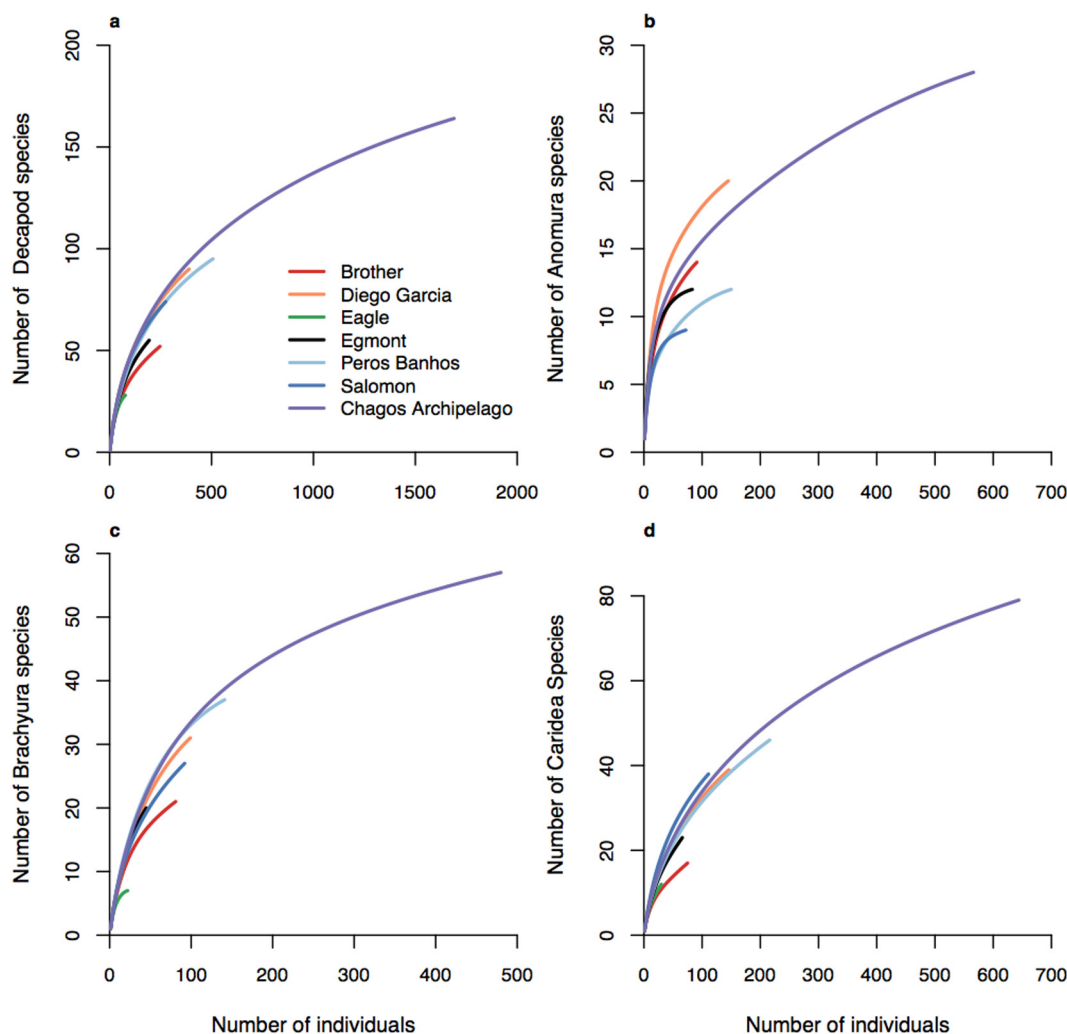 a
Number of Decapod species
200
150
100
50
0
0 500 1000 1500 2000
Brother
Diego Garcia
Eagle
Egmont
Peros Banhos
Salomon
Chagos Archipelago
b
Number of Anomura species
30
25
20
15
10
5
0
0 100 200 300 400 500 600 700
c
Number of Brachyura species
60
50
40
30
20
10
0
0 100 200 300 400 500
Number of individuals
d
Number of Caridea Species
80
60
40
20
0
0 100 200 300 400 500 600 700
Number of individuals